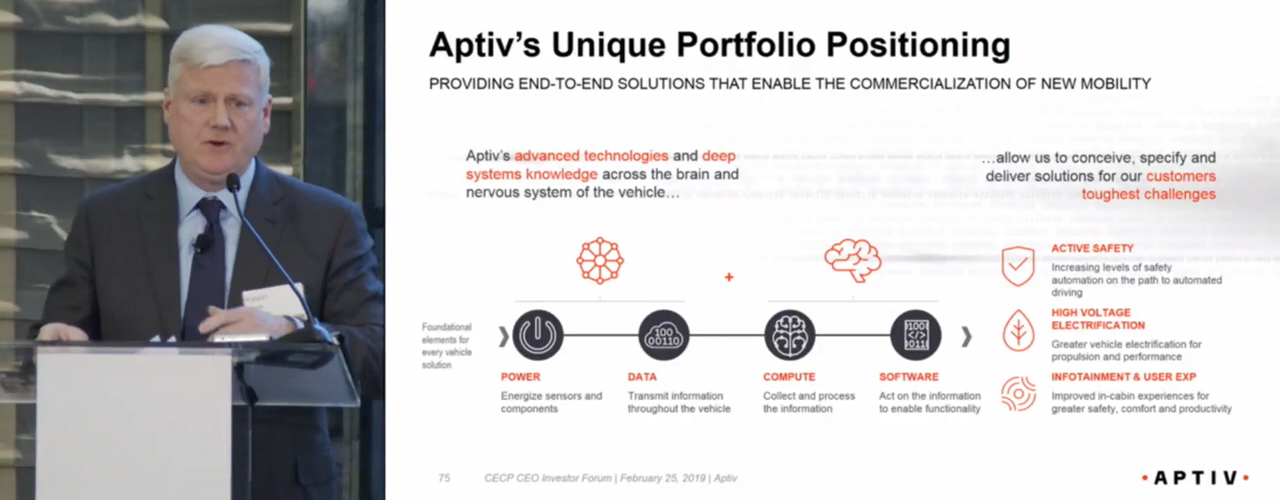 Aptiv's Unique Portfolio Positioning
PROVIDING END-TO-END SOLUTIONS THAT ENABLE THE COMMERCIALIZATION OF NEW MOBILITY
Aptiv's advanced technologies and deep
systems knowledge across the brain and
nervous system of the vehicle…
…allow us to conceive, specify and
deliver solutions for our customers
toughest challenges
+
Foundational
elements for
every vehicle
solution
100
00110
100
</>
011
POWER
Energize sensors and
components
DATA
Transmit information
throughout the vehicle
COMPUTE
Collect and process
the information
SOFTWARE
Act on the information
to enable functionality
ACTIVE SAFETY
Increasing levels of safety
automation on the path to automated
driving
HIGH VOLTAGE
ELECTRIFICATION
Greater vehicle electrification for
propulsion and performance
INFOTAINMENT & USER EXP
Improved in-cabin experiences for
greater safety, comfort and productivity
75
CECP CEO Investor Forum | February 25, 2019 | Aptiv
• APTIV •